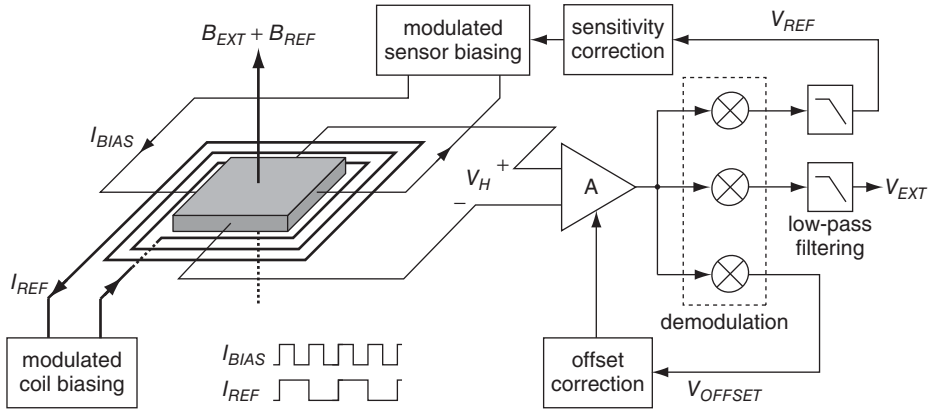 B_EXT + B_REF
modulated
sensor biasing
sensitivity
correction
V_REF
I_BIAS
V_H
+
−
A
V_EXT
low-pass
filtering
I_REF
demodulation
modulated
coil biasing
I_BIAS
I_REF
offset
correction
V_OFFSET